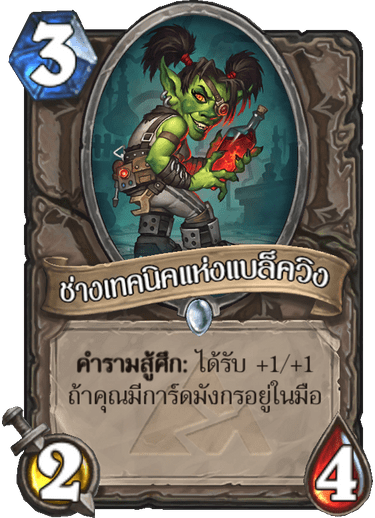 3
ช่างเทคนิคแห่งแบล็ควิง
คำรามสู้ศึก: ได้รับ +1/+1
ถ้าคุณมีการ์ดมังกรอยู่ในมือ
2
4